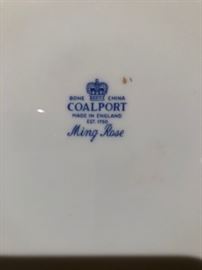 BONE CHINA
COALPORT
MADE IN ENGLAND
EST. 1750
Ming Rose